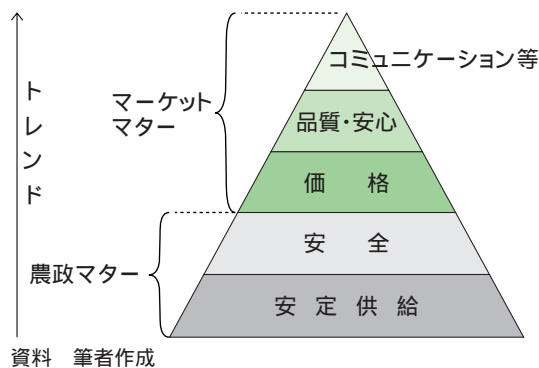 トレンド
マーケット
マター
農政マター
コミュニケーション等
品質・安心
価　格
安　全
安 定 供 給
資料　筆者作成